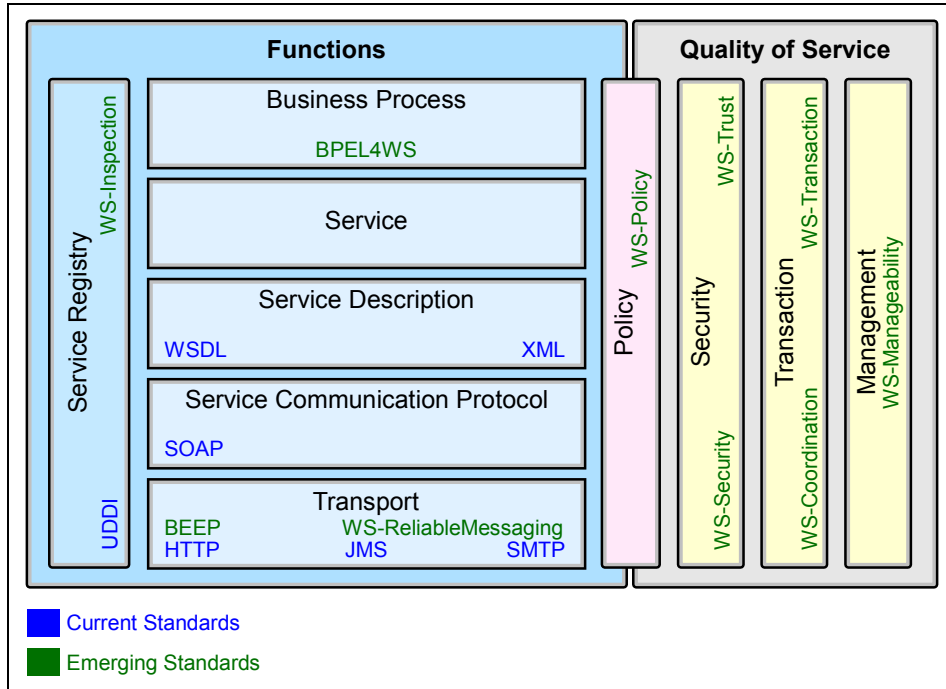 Functions
Quality of Service
Service Registry
WS-Inspection
UDDI
Business Process
BPEL4WS
Service
Service Description
WSDL XML
Service Communication Protocol
SOAP
Transport
BEEP WS-ReliableMessaging
HTTP JMS SMTP
Policy
WS-Policy
Security
WS-Trust
WS-Security
Transaction
WS-Transaction
WS-Coordination
Management
WS-Manageability
Current Standards
Emerging Standards